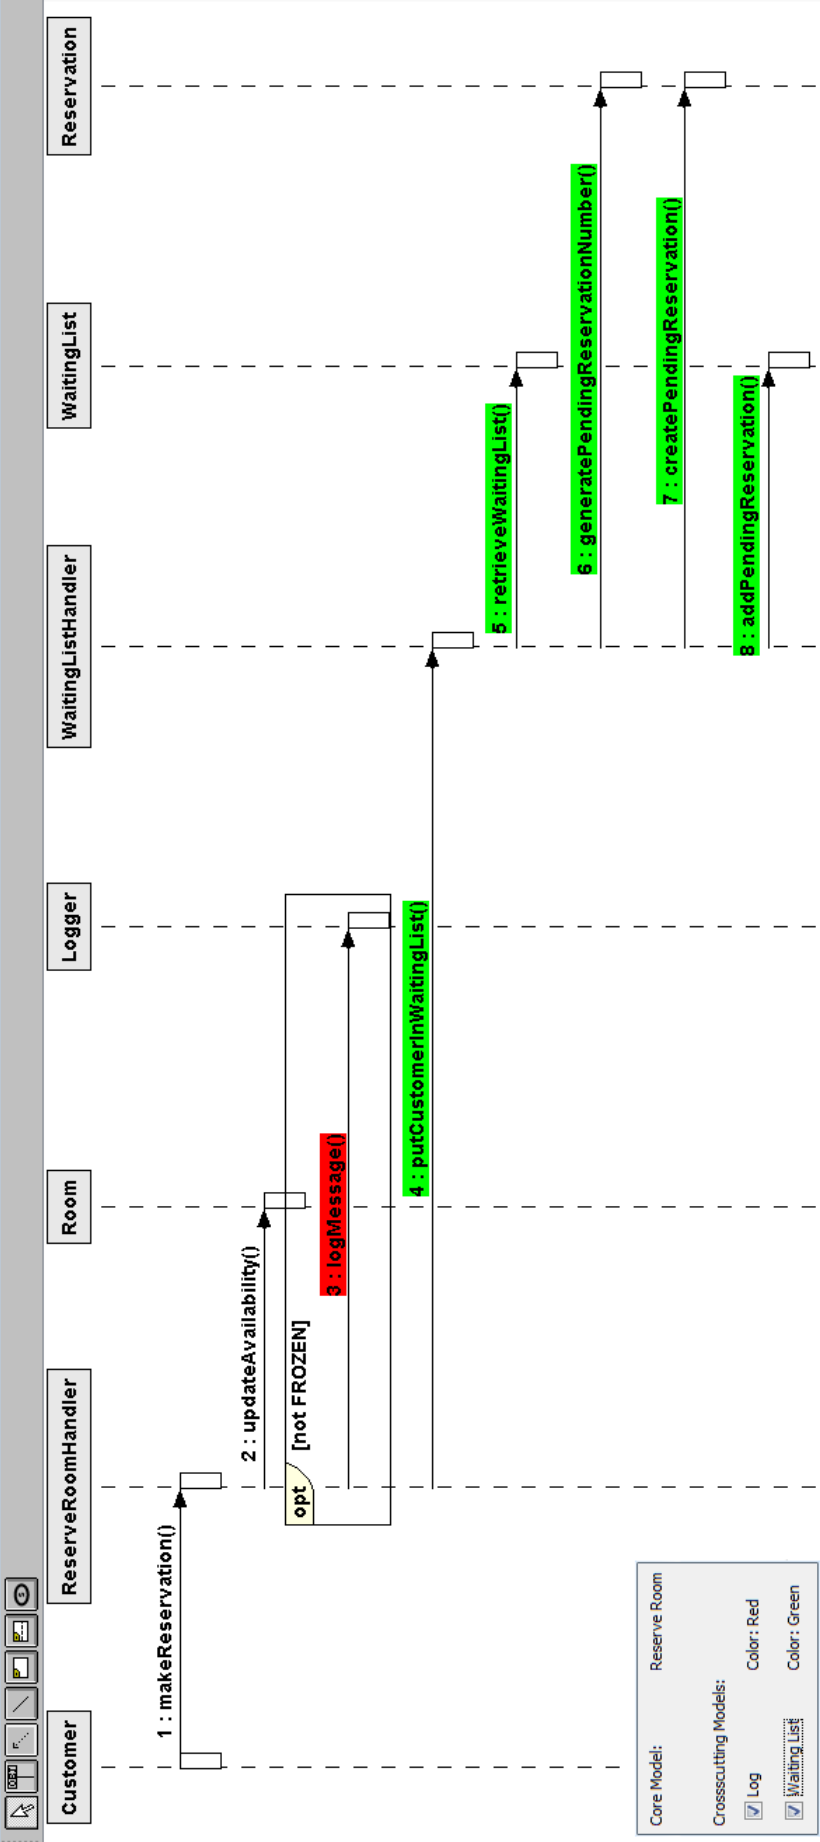 Customer
ReserveRoomHandler
Room
Logger
WaitingListHandler
WaitingList
Reservation
1 : makeReservation()
2 : updateAvailability()
opt
[not FROZEN]
3 : logMessage()
4 : putCustomerInWaitingList()
5 : retrieveWaitingList()
6 : generatePendingReservationNumber()
7 : createPendingReservation()
8 : addPendingReservation()
Core Model: Reserve Room
Crossscutting Models:
Log Color: Red
Waiting List Color: Green